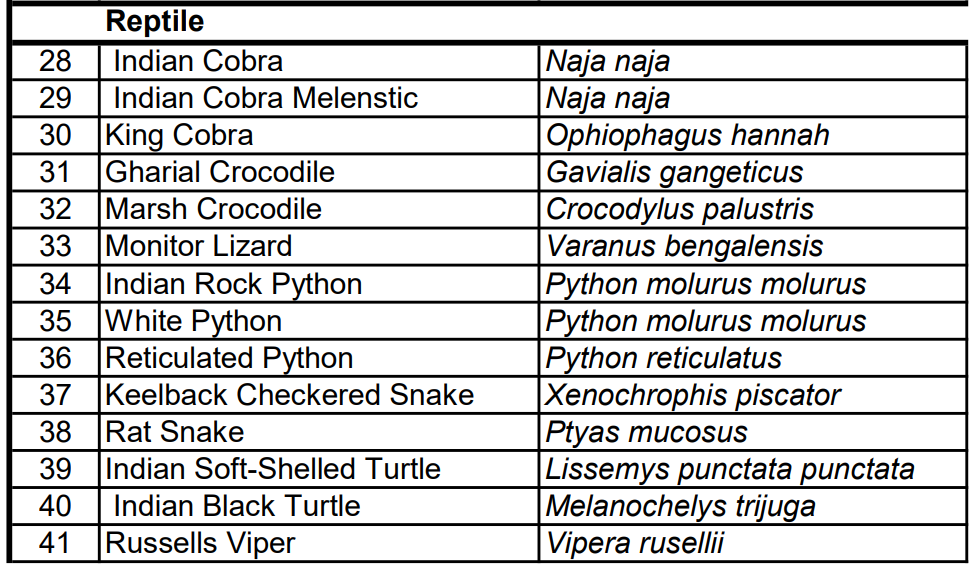 Reptile
28 Indian Cobra Naja naja
29 Indian Cobra Melenstic Naja naja
30 King Cobra Ophiophagus hannah
31 Gharial Crocodile Gavialis gangeticus
32 Marsh Crocodile Crocodylus palustris
33 Monitor Lizard Varanus bengalensis
34 Indian Rock Python Python molurus molurus
35 White Python Python molurus molurus
36 Reticulated Python Python reticulatus
37 Keelback Checkered Snake Xenochrophis piscator
38 Rat Snake Ptyas mucosus
39 Indian Soft-Shelled Turtle Lissemys punctata punctata
40 Indian Black Turtle Melanochelys trijuga
41 Russells Viper Vipera rusellii